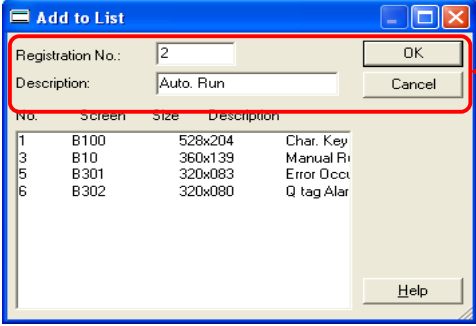 Add to List
Registration No.: 2 OK
Description: Auto. Run Cancel
No. Screen Size Description
1 B100 528x204 Char. Key
3 B10 360x139 Manual Ru
5 B301 320x083 Error Occu
6 B302 320x080 Q tag Alar
Help